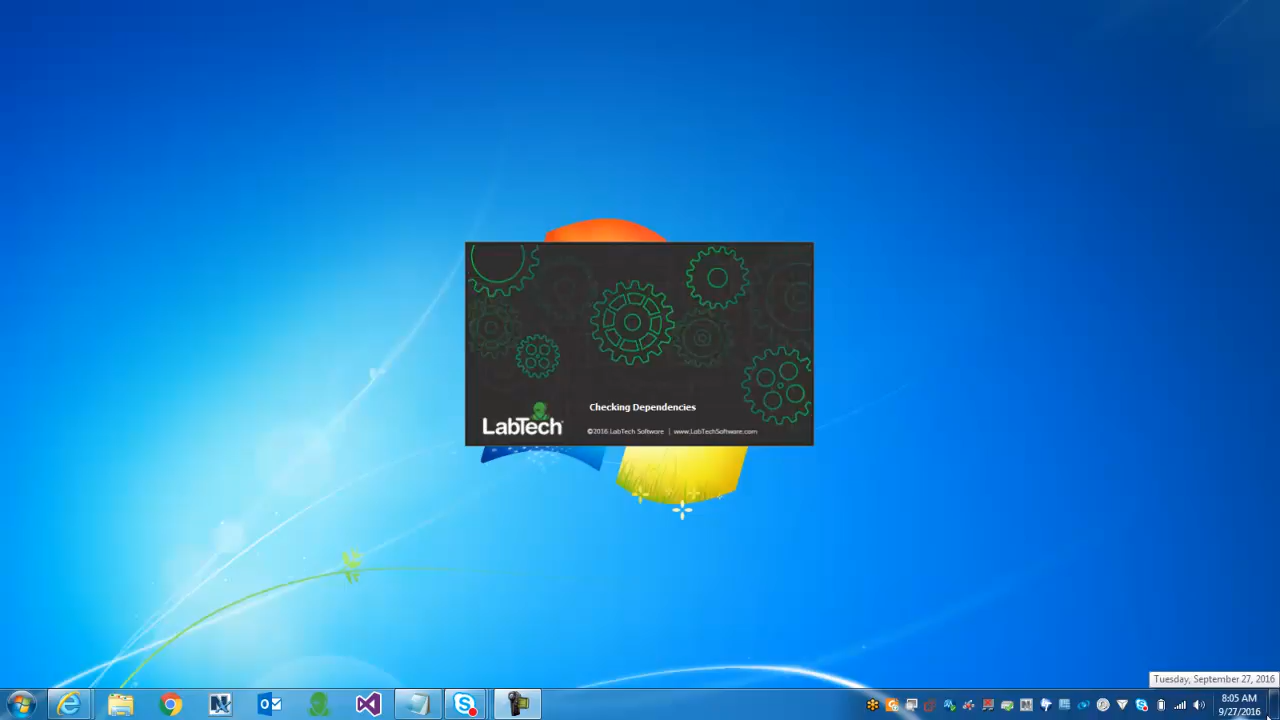 Checking Dependencies
LabTech
©2016 LabTech Software | www.LabTechSoftware.com
Tuesday, September 27, 2016
8:05 AM
9/27/2016